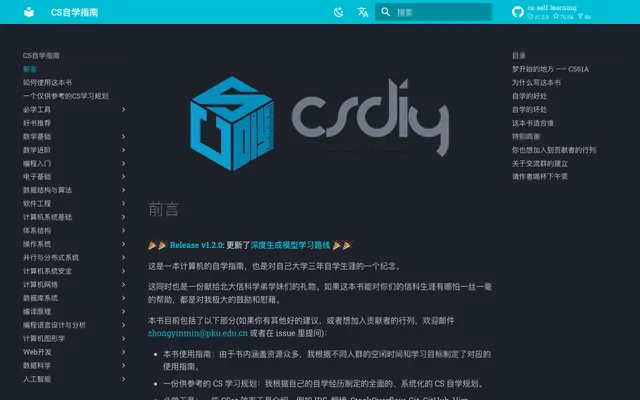 CS自学指南
搜索
cs-self-learning
v1.2.0
CS自学指南
前言
如何使用这本书
一个仅供参考的CS学习规划
必学工具
好书推荐
数学基础
数学进阶
编程入门
电子基础
数据结构与算法
软件工程
计算机系统基础
体系结构
操作系统
并行与分布式系统
计算机系统安全
计算机网络
数据库系统
编译原理
编程语言设计与分析
计算机图形学
Web开发
数据科学
人工智能
CS
DIY
csdiy
前言
Release v1.2.0: 更新了深度生成模型学习路线
这是一本计算机的自学指南，也是对自己大学三年自学生涯的一个纪念。
这同时也是一份献给北大信科学弟学妹们的礼物。如果这本书能对你们的信科生涯有哪怕一丝一毫
的帮助，都是对我极大的鼓励和慰藉。
本书目前包括了以下部分(如果你有其他好的建议，或者想加入贡献者的行列，欢迎邮件
zhongyinmin@pku.edu.cn 或者在 issue 里提问)：
本书使用指南：由于书内涵盖资源众多，我根据不同人群的空闲时间和学习目标制定了对应的
使用指南。
一份供参考的 CS 学习规划：我根据自己的自学经历制定的全面的、系统化的 CS 自学规划。
目录
梦开始的地方 —— CS61A
为什么写这本书
自学的好处
自学的坏处
这本书适合谁
特别鸣谢
你也想加入到贡献者的行列
关于交流群的建立
请作者喝杯下午茶